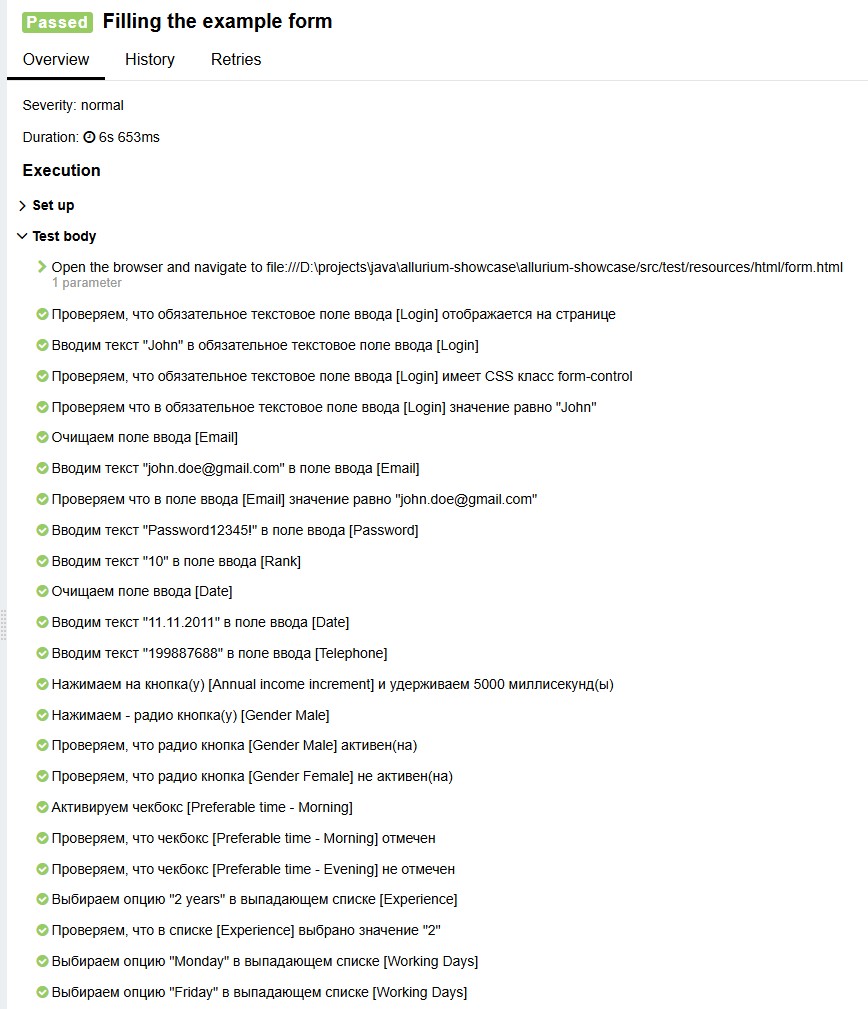 Passed Filling the example form
Overview History Retries
Severity: normal
Duration: 6s 653ms
Execution
Set up
Test body
Open the browser and navigate to file:///D:\projects\java\allurium-showcase\allurium-showcase/src/test/resources/html/form.html
1 parameter
Проверяем, что обязательное текстовое поле ввода [Login] отображается на странице
Вводим текст "John" в обязательное текстовое поле ввода [Login]
Проверяем, что обязательное текстовое поле ввода [Login] имеет CSS класс form-control
Проверяем что в обязательное текстовое поле ввода [Login] значение равно "John"
Очищаем поле ввода [Email]
Вводим текст "john.doe@gmail.com" в поле ввода [Email]
Проверяем что в поле ввода [Email] значение равно "john.doe@gmail.com"
Вводим текст "Password12345!" в поле ввода [Password]
Вводим текст "10" в поле ввода [Rank]
Очищаем поле ввода [Date]
Вводим текст "11.11.2011" в поле ввода [Date]
Вводим текст "199887688" в поле ввода [Telephone]
Нажимаем на кнопка(у) [Annual income increment] и удерживаем 5000 миллисекунд(ы)
Нажимаем - радио кнопка(у) [Gender Male]
Проверяем, что радио кнопка [Gender Male] активен(на)
Проверяем, что радио кнопка [Gender Female] не активен(на)
Активируем чекбокс [Preferable time - Morning]
Проверяем, что чекбокс [Preferable time - Morning] отмечен
Проверяем, что чекбокс [Preferable time - Evening] не отмечен
Выбираем опцию "2 years" в выпадающем списке [Experience]
Проверяем, что в списке [Experience] выбрано значение "2"
Выбираем опцию "Monday" в выпадающем списке [Working Days]
Выбираем опцию "Friday" в выпадающем списке [Working Days]